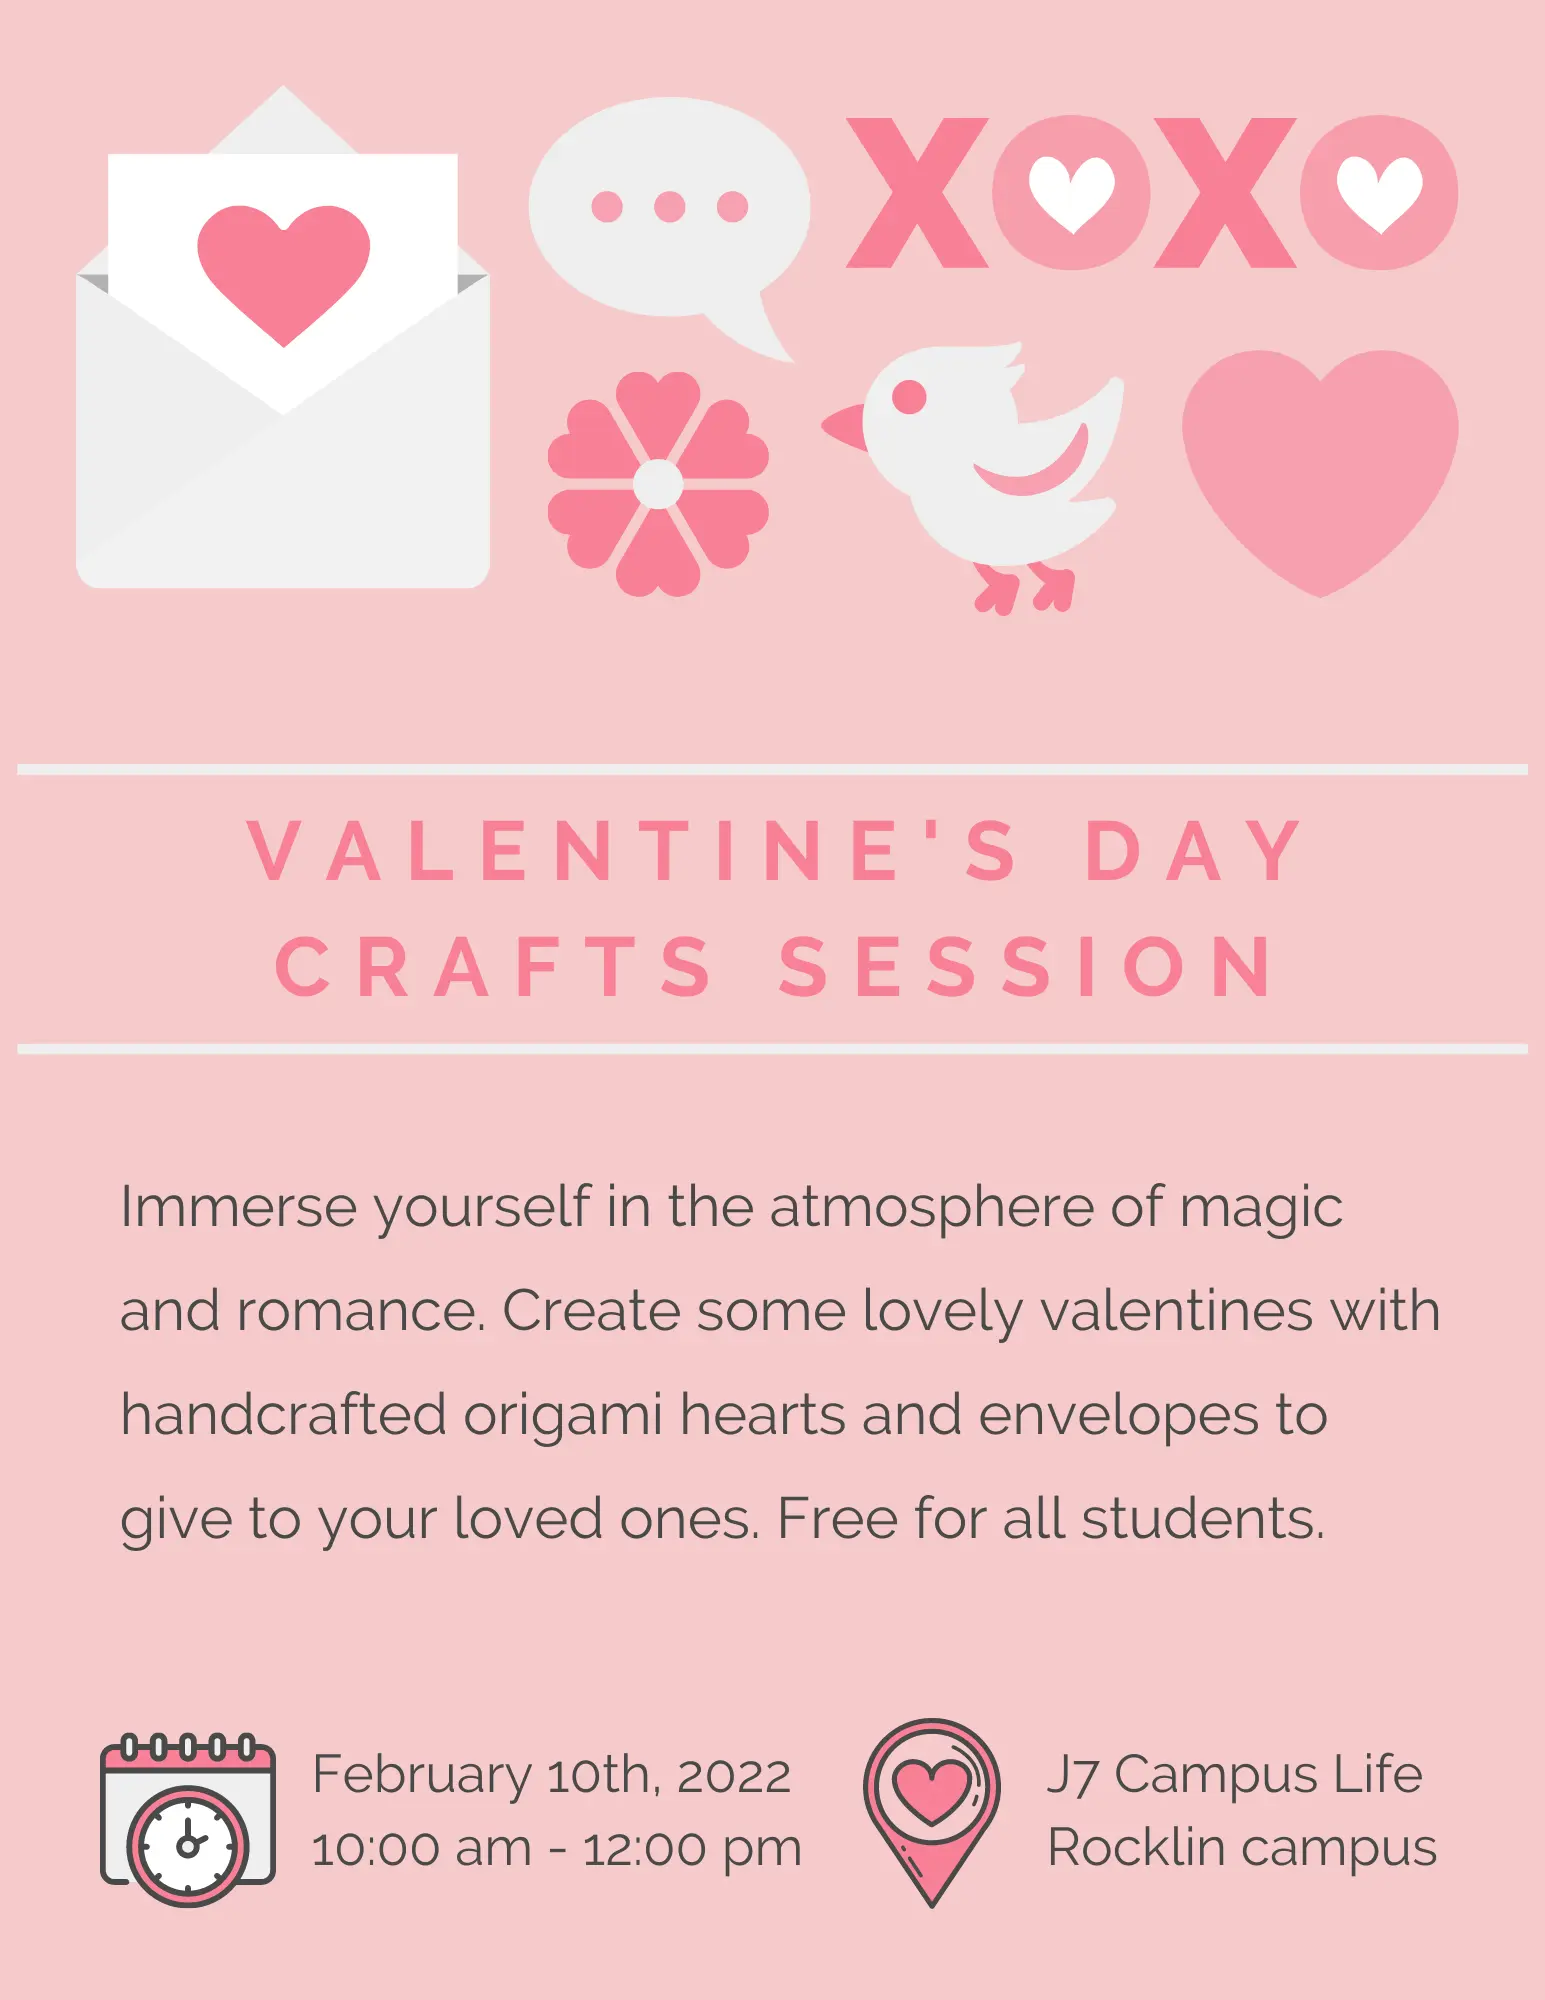 XOXO
VALENTINE'S DAY
CRAFTS SESSION
Immerse yourself in the atmosphere of magic
and romance. Create some lovely valentines with
handcrafted origami hearts and envelopes to
give to your loved ones. Free for all students.
February 10th, 2022
10:00 am - 12:00 pm
J7 Campus Life
Rocklin campus